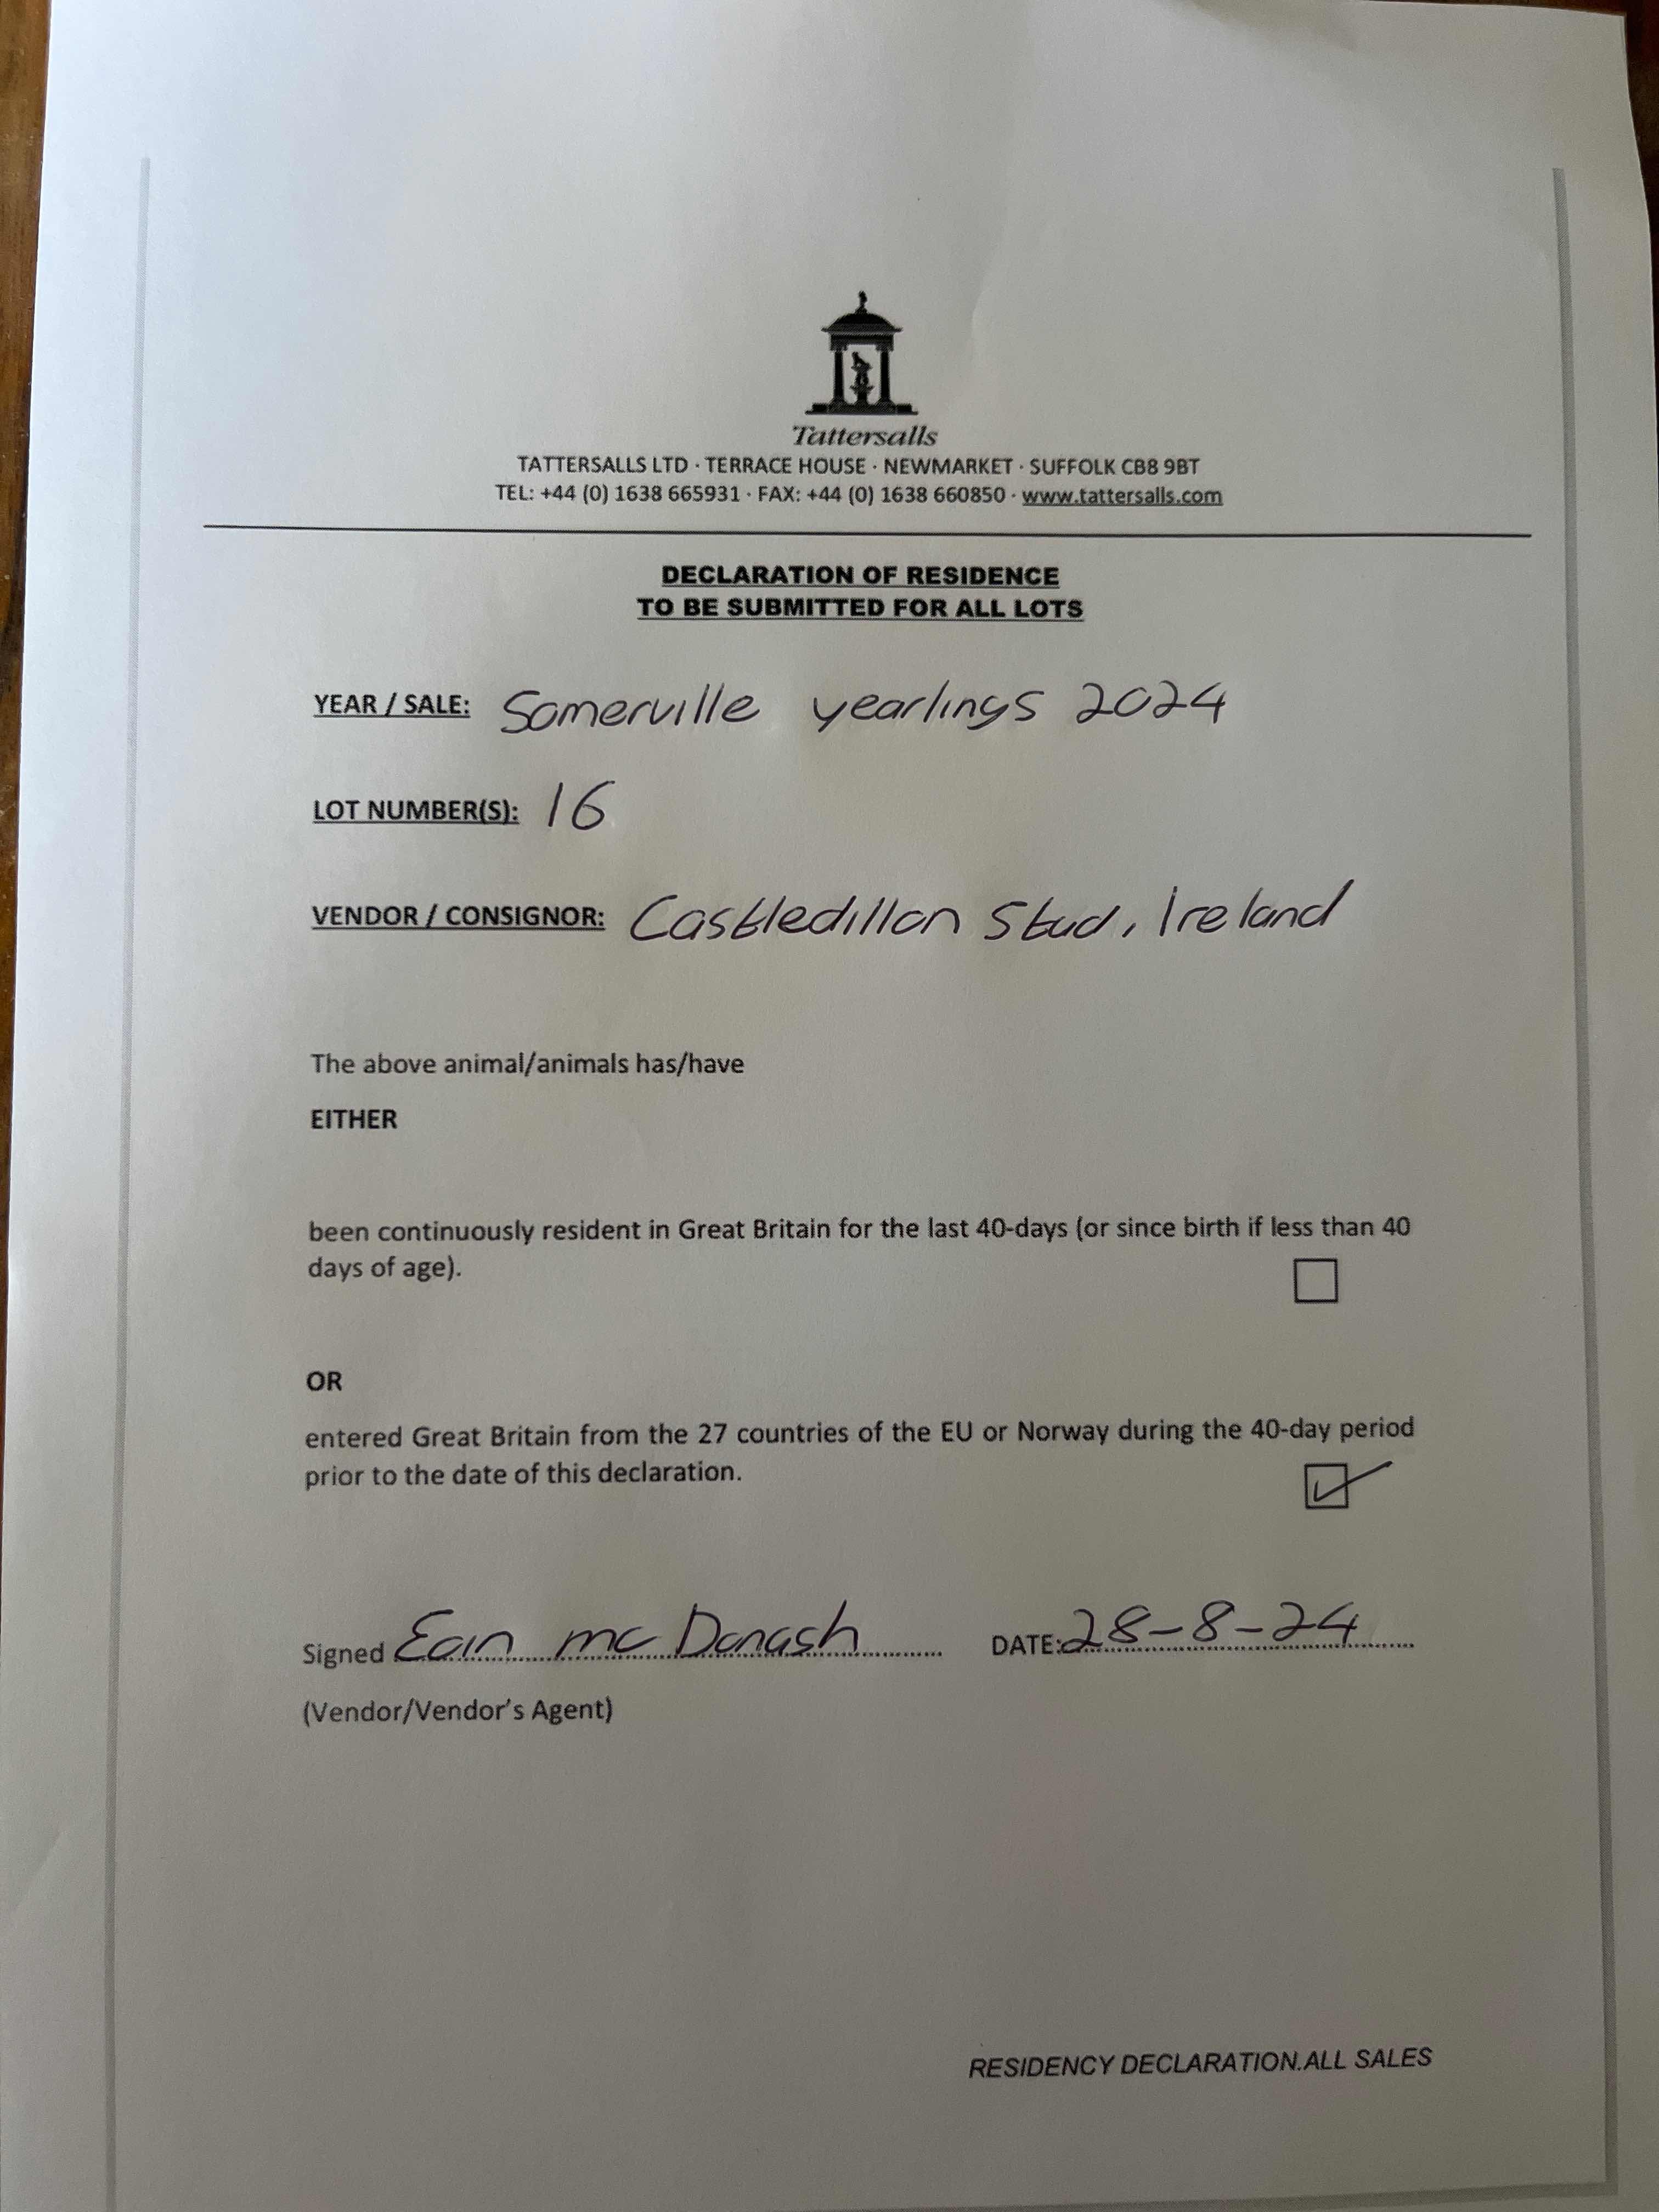 Tattersalls
TATTERSALLS LTD · TERRACE HOUSE · NEWMARKET · SUFFOLK CB8 9BT
TEL: +44 (0) 1638 665931 · FAX: +44 (0) 1638 660850 · www.tattersalls.com
DECLARATION OF RESIDENCE
TO BE SUBMITTED FOR ALL LOTS
YEAR / SALE: Somerville yearlings 2024
LOT NUMBER(S): 16
VENDOR / CONSIGNOR: Castledillon Stud, Ireland
The above animal/animals has/have
EITHER
been continuously resident in Great Britain for the last 40-days (or since birth if less than 40
days of age).
OR
entered Great Britain from the 27 countries of the EU or Norway during the 40-day period
prior to the date of this declaration.
Signed Eoin mc Donagh DATE: 28-8-24
(Vendor/Vendor's Agent)
RESIDENCY DECLARATION.ALL SALES